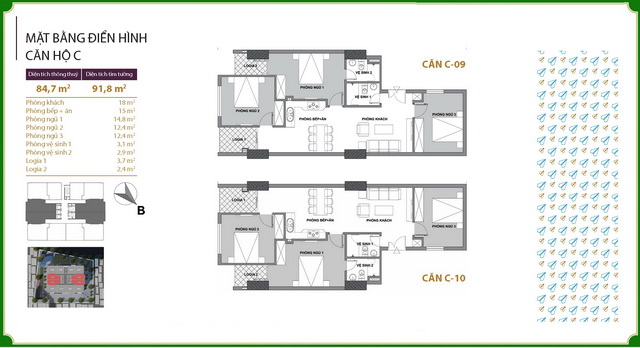 MẶT BẰNG ĐIỂN HÌNH
CĂN HỘ C
Diện tích thông thuỷ Diện tích tim tường
84,7 m² 91,8 m²
Phòng khách 18 m²
Phòng bếp + ăn 15 m²
Phòng ngủ 1 14,8 m²
Phòng ngủ 2 12,4 m²
Phòng ngủ 3 12,4 m²
Phòng vệ sinh 1 3,1 m²
Phòng vệ sinh 2 2,9 m²
Logia 1 3,7 m²
Logia 2 2,4 m²
B
CĂN C-09
LOGIA 2
PHÒNG NGỦ 1
VỆ SINH 2
VỆ SINH 1
PHÒNG NGỦ 2
PHÒNG NGỦ 3
LOGIA 1
PHÒNG BẾP+ĂN
PHÒNG KHÁCH
LOGIA 1
PHÒNG BẾP+ĂN
PHÒNG KHÁCH
PHÒNG NGỦ 3
PHÒNG NGỦ 2
PHÒNG NGỦ 1
VỆ SINH 1
VỆ SINH 2
LOGIA 2
CĂN C-10